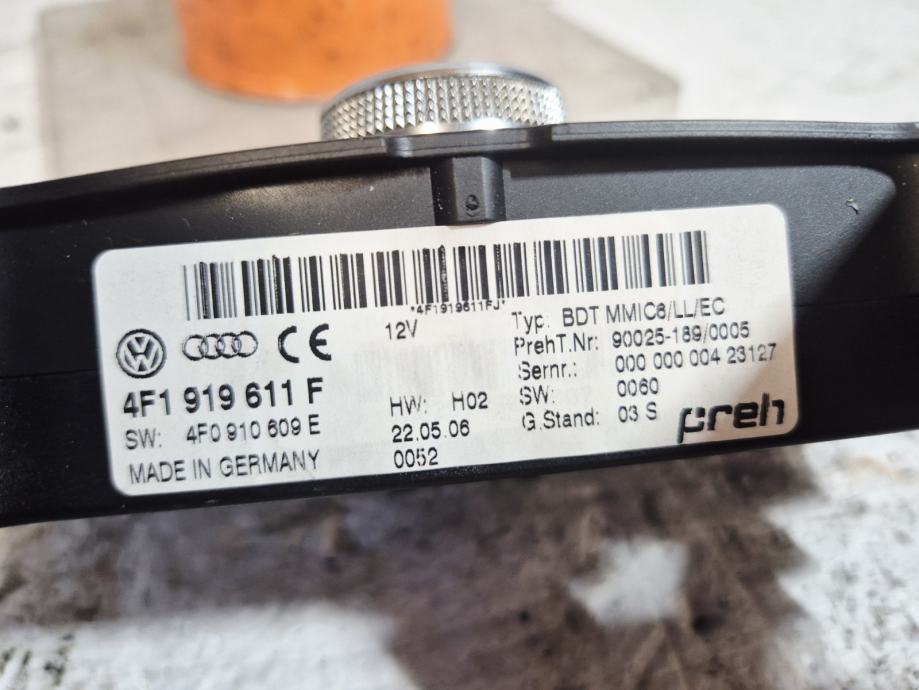 *4F1919611FJ*
12V
4F1 919 611 F
SW: 4F0 910 609 E
MADE IN GERMANY
HW: H02
22.05.06
0052
Typ: BDT MMIC6/LL/EC
PrehT.Nr: 90025-189/0005
Sernr.: 000 000 004 23127
SW: 0060
G.Stand: 03 S
preh
CE